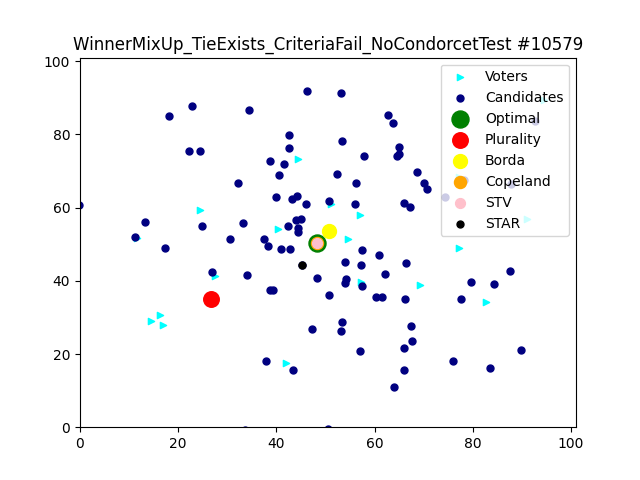 WinnerMixUp_TieExists_CriteriaFail_NoCondorcetTest #10579
100
80
60
40
20
0
0 20 40 60 80 100
Voters
Candidates
Optimal
Plurality
Borda
Copeland
STV
STAR